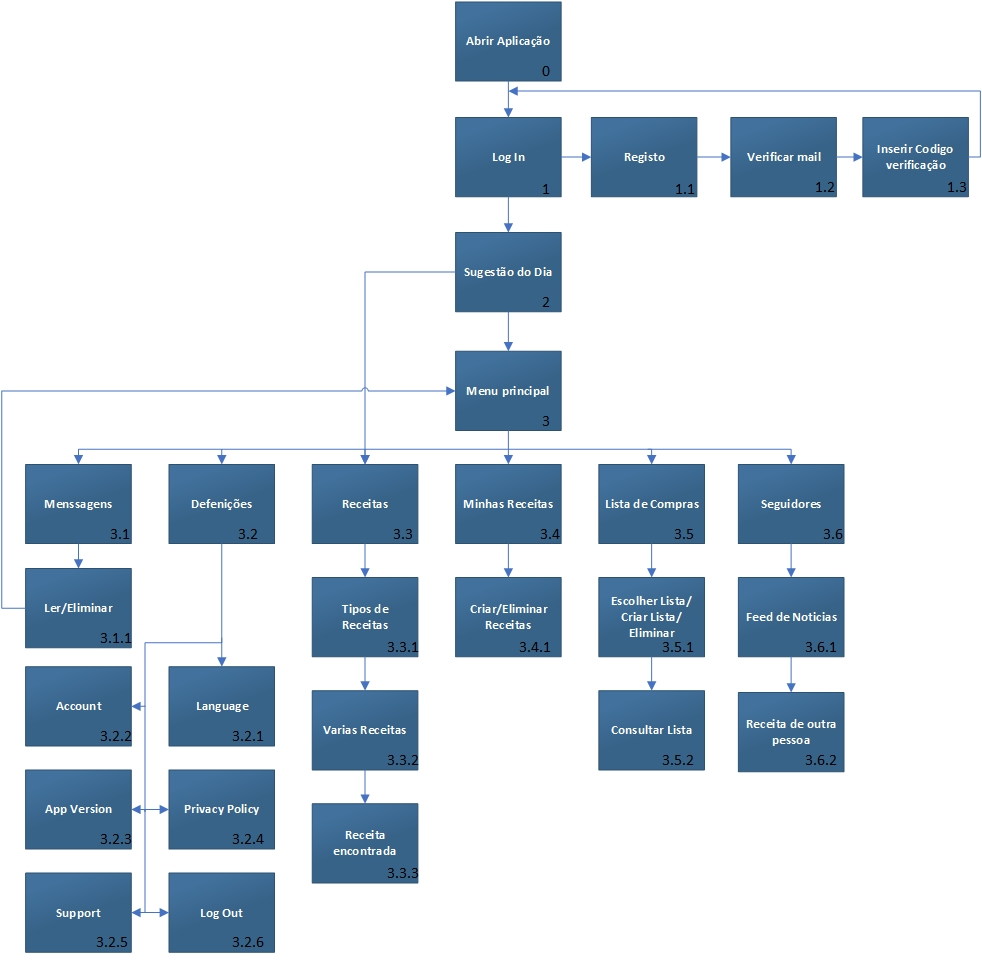 Abrir Aplicação
0
Log In
1
Registo
1.1
Verificar mail
1.2
Inserir Codigo
verificação
1.3
Sugestão do Dia
2
Menu principal
3
Menssagens
3.1
Defenições
3.2
Receitas
3.3
Minhas Receitas
3.4
Lista de Compras
3.5
Seguidores
3.6
Ler/Eliminar
3.1.1
Tipos de
Receitas
3.3.1
Criar/Eliminar
Receitas
3.4.1
Escolher Lista/
Criar Lista/
Eliminar
3.5.1
Feed de Noticias
3.6.1
Account
3.2.2
Language
3.2.1
Varias Receitas
3.3.2
Consultar Lista
3.5.2
Receita de outra
pessoa
3.6.2
App Version
3.2.3
Privacy Policy
3.2.4
Receita
encontrada
3.3.3
Support
3.2.5
Log Out
3.2.6